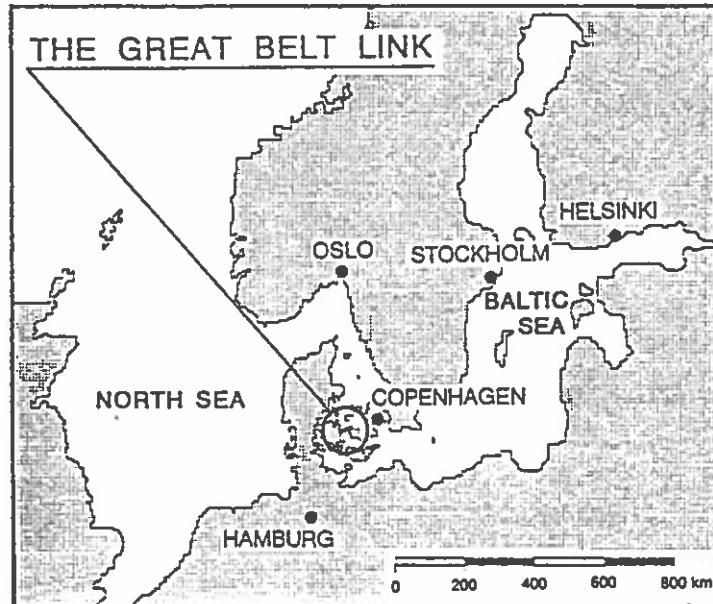 THE GREAT BELT LINK
HELSINKI
OSLO
STOCKHOLM
BALTIC
SEA
NORTH SEA
COPENHAGEN
HAMBURG
0 200 400 600 800 km